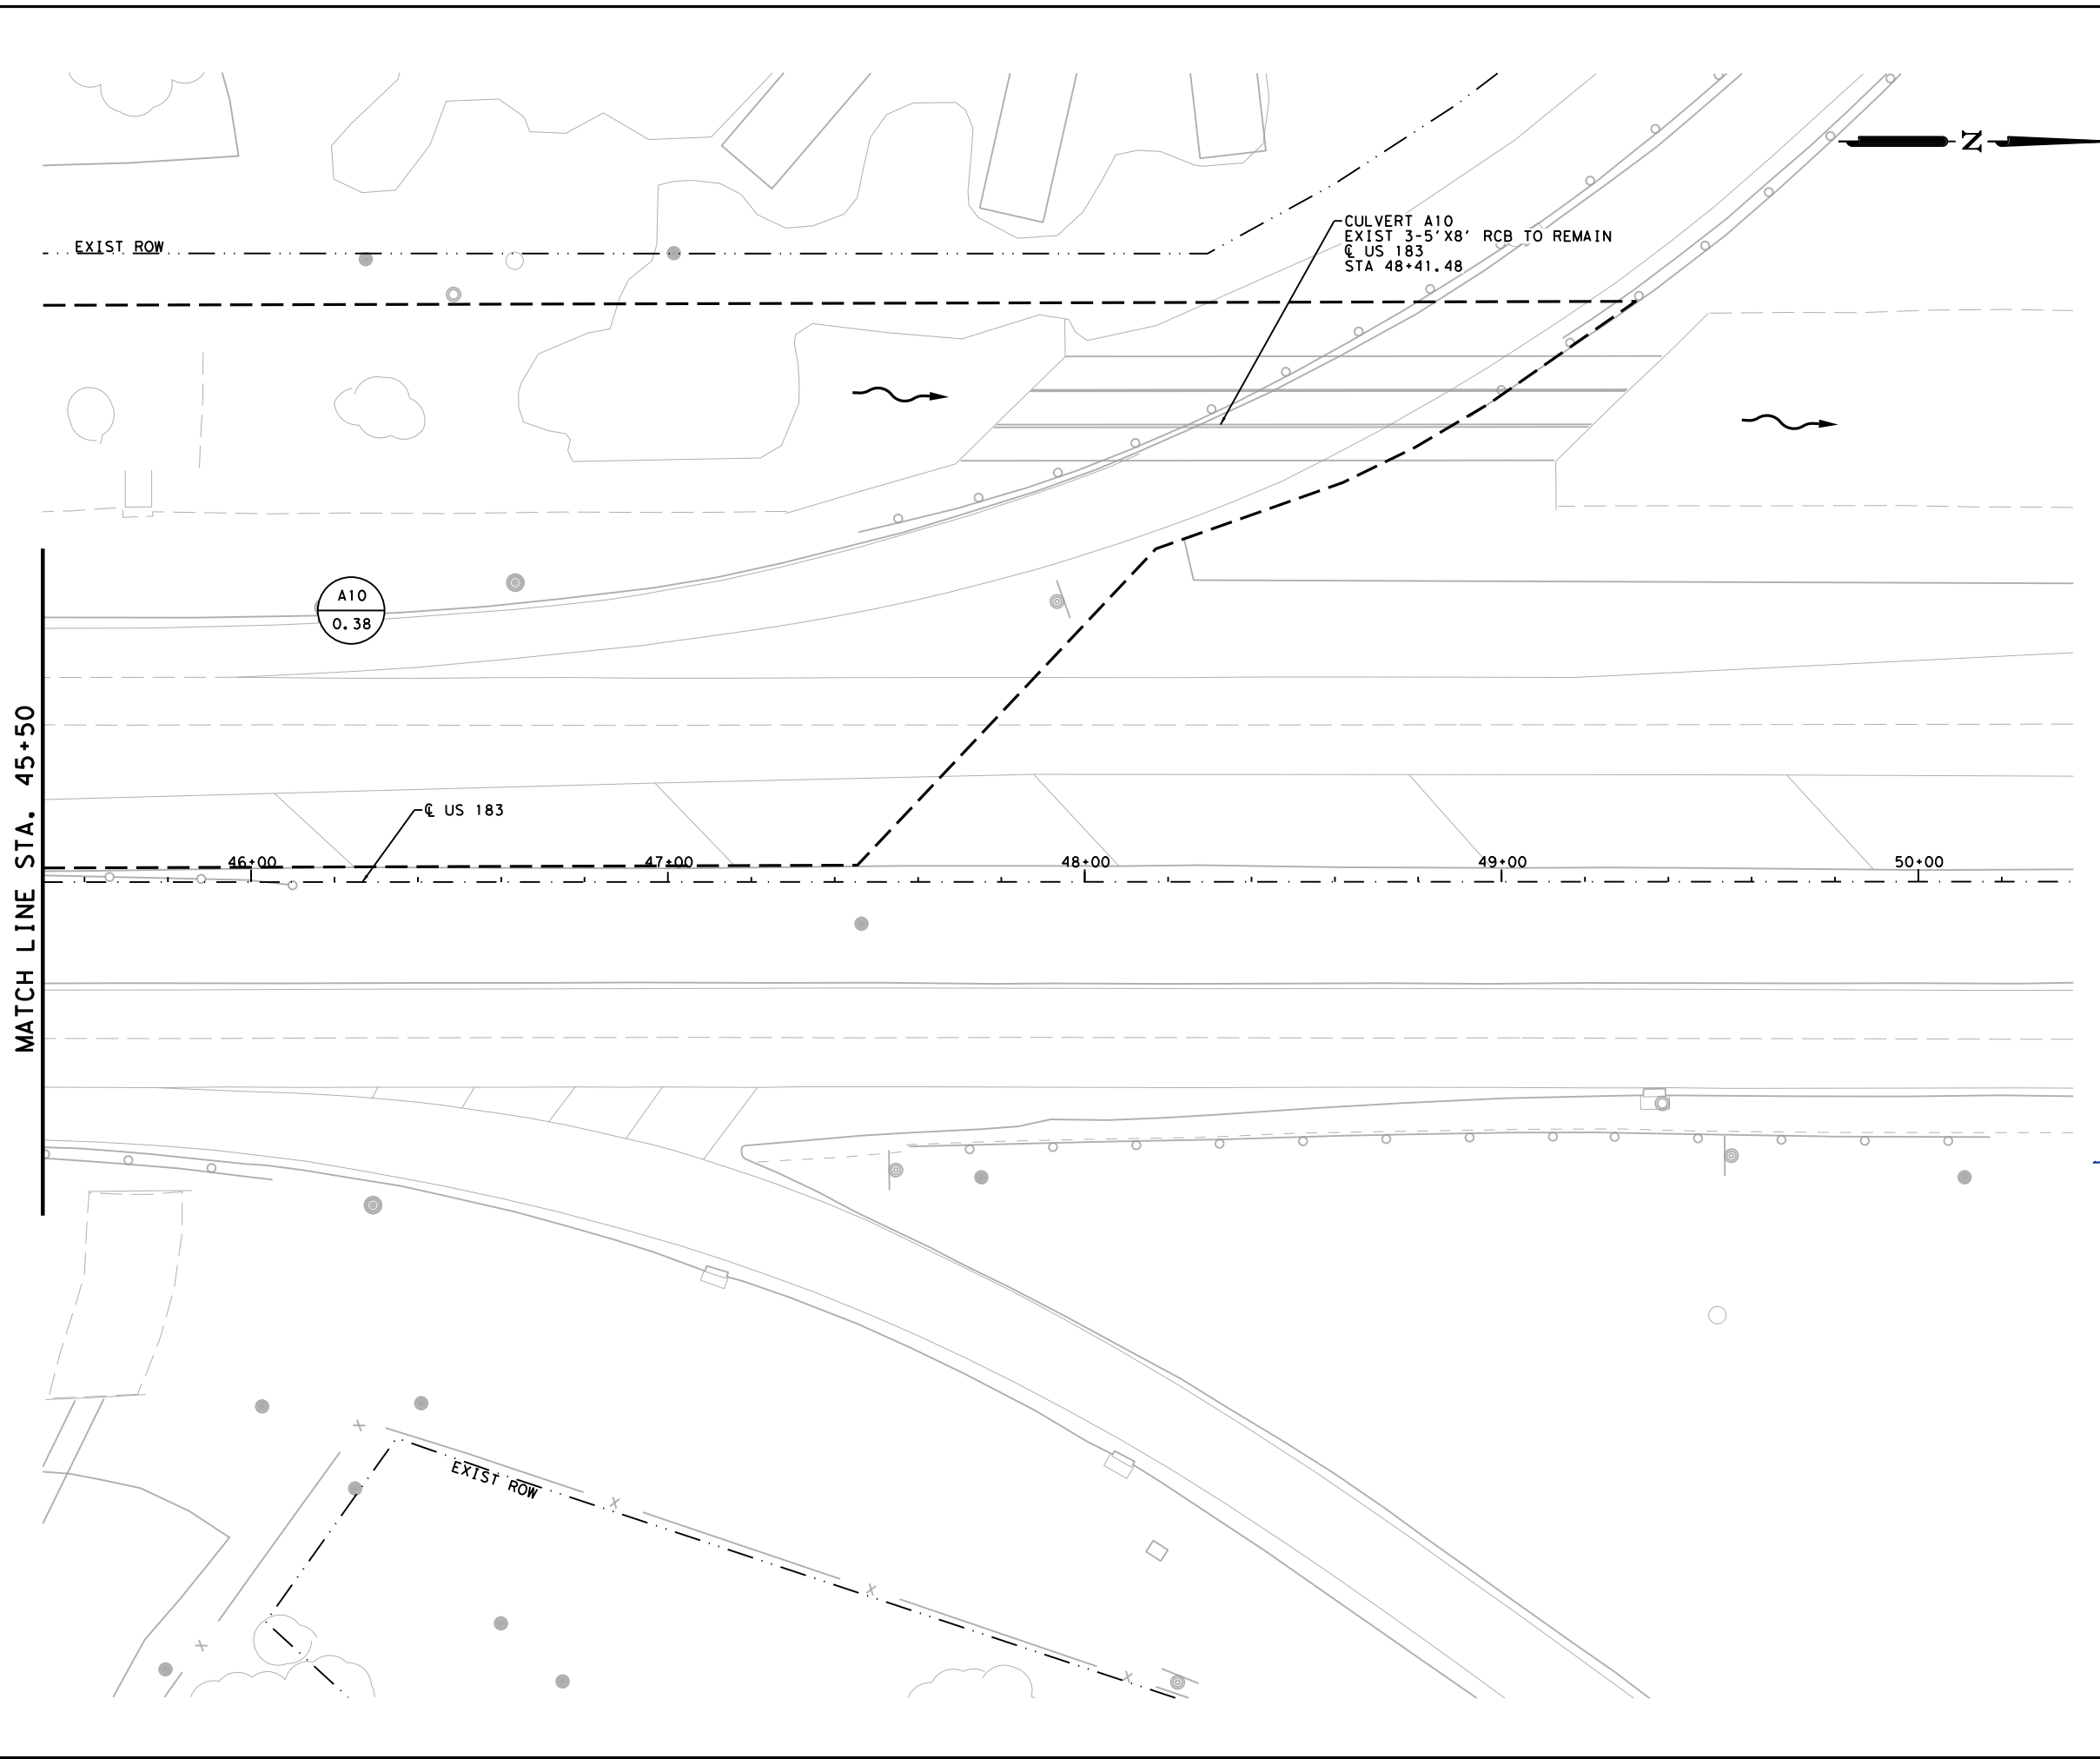 Z
EXIST ROW
CULVERT A10
EXIST 3-5'X8' RCB TO REMAIN
℄ US 183
STA 48+41.48
A10
0.38
MATCH LINE STA. 45+50
℄ US 183
46+00
47+00
48+00
49+00
50+00
EXIST ROW